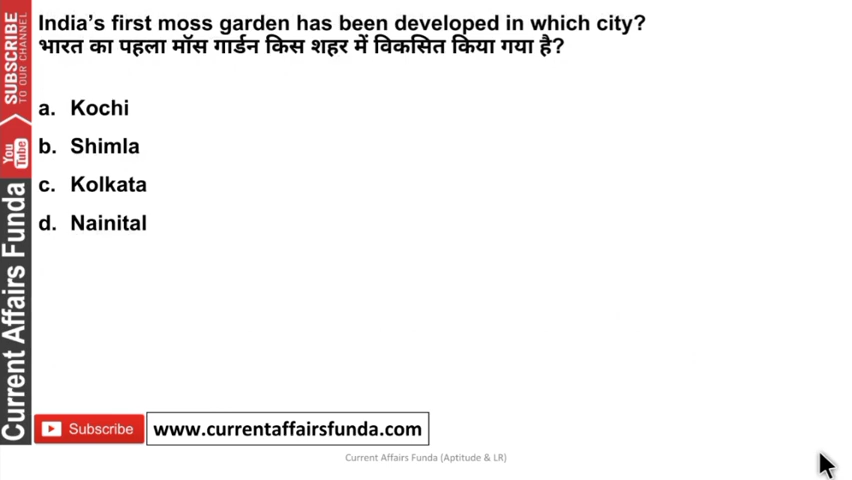 India's first moss garden has been developed in which city?
भारत का पहला मॉस गार्डन किस शहर में विकसित किया गया है?
a. Kochi
b. Shimla
c. Kolkata
d. Nainital
SUBSCRIBE
TO OUR CHANNEL
You
Tube
Current Affairs Funda
Subscribe
www.currentaffairsfunda.com
Current Affairs Funda (Aptitude & LR)